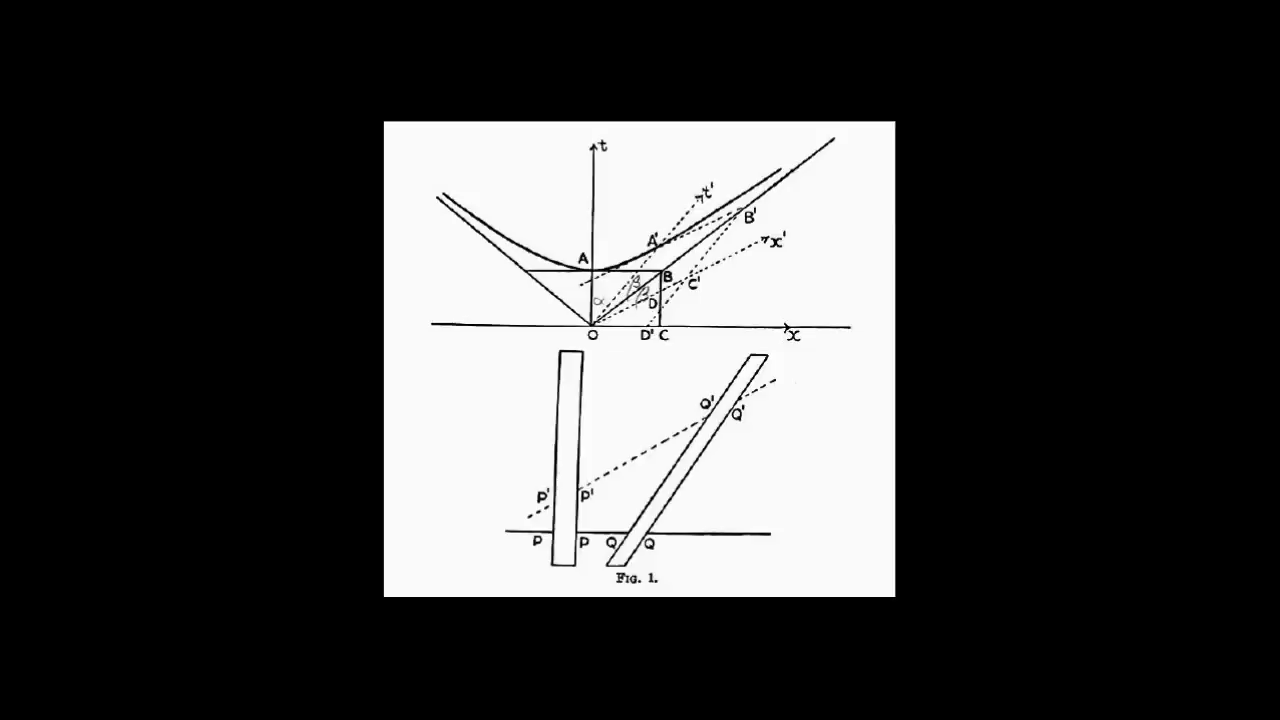 t
t'
A'
B'
x'
A
B
C'
β
β
α
D
O
D'
C
x
Q'
Q'
P'
P'
P
P
Q
Q
FIG. 1.